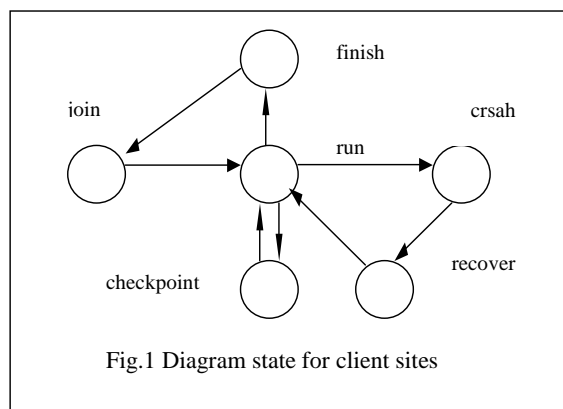 finish
join
run
crsah
checkpoint
recover
Fig.1 Diagram state for client sites